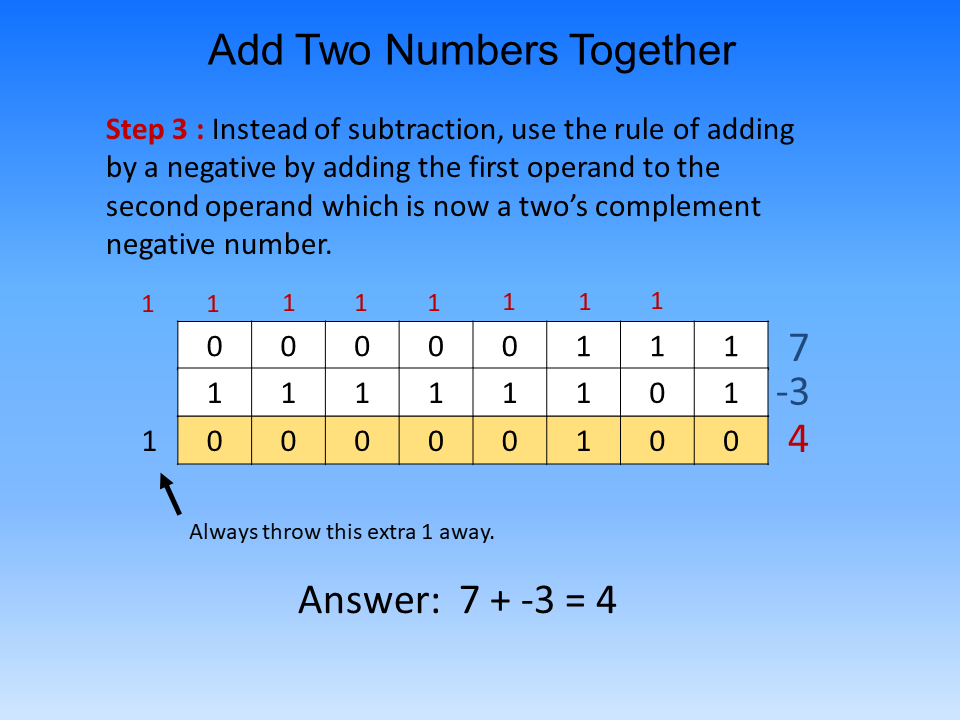 Add Two Numbers Together
Step 3 : Instead of subtraction, use the rule of adding
by a negative by adding the first operand to the
second operand which is now a two’s complement
negative number.
1 1 1 1 1 1 1 1
0 0 0 0 0 1 1 1 7
1 1 1 1 1 1 0 1 -3
1 0 0 0 0 0 1 0 0 4
Always throw this extra 1 away.
Answer: 7 + -3 = 4